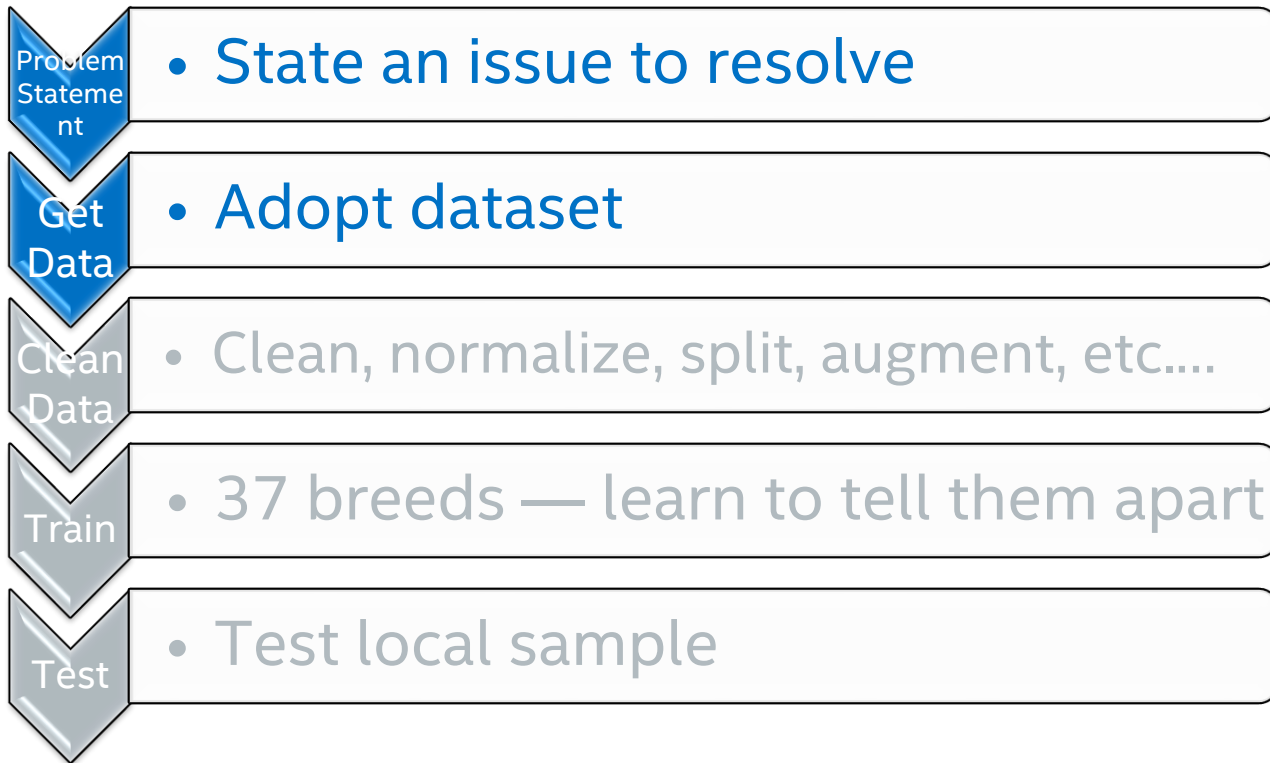 Problem
Stateme
nt
• State an issue to resolve
Get
Data
• Adopt dataset
Clean
Data
• Clean, normalize, split, augment, etc....
Train
• 37 breeds — learn to tell them apart
Test
• Test local sample